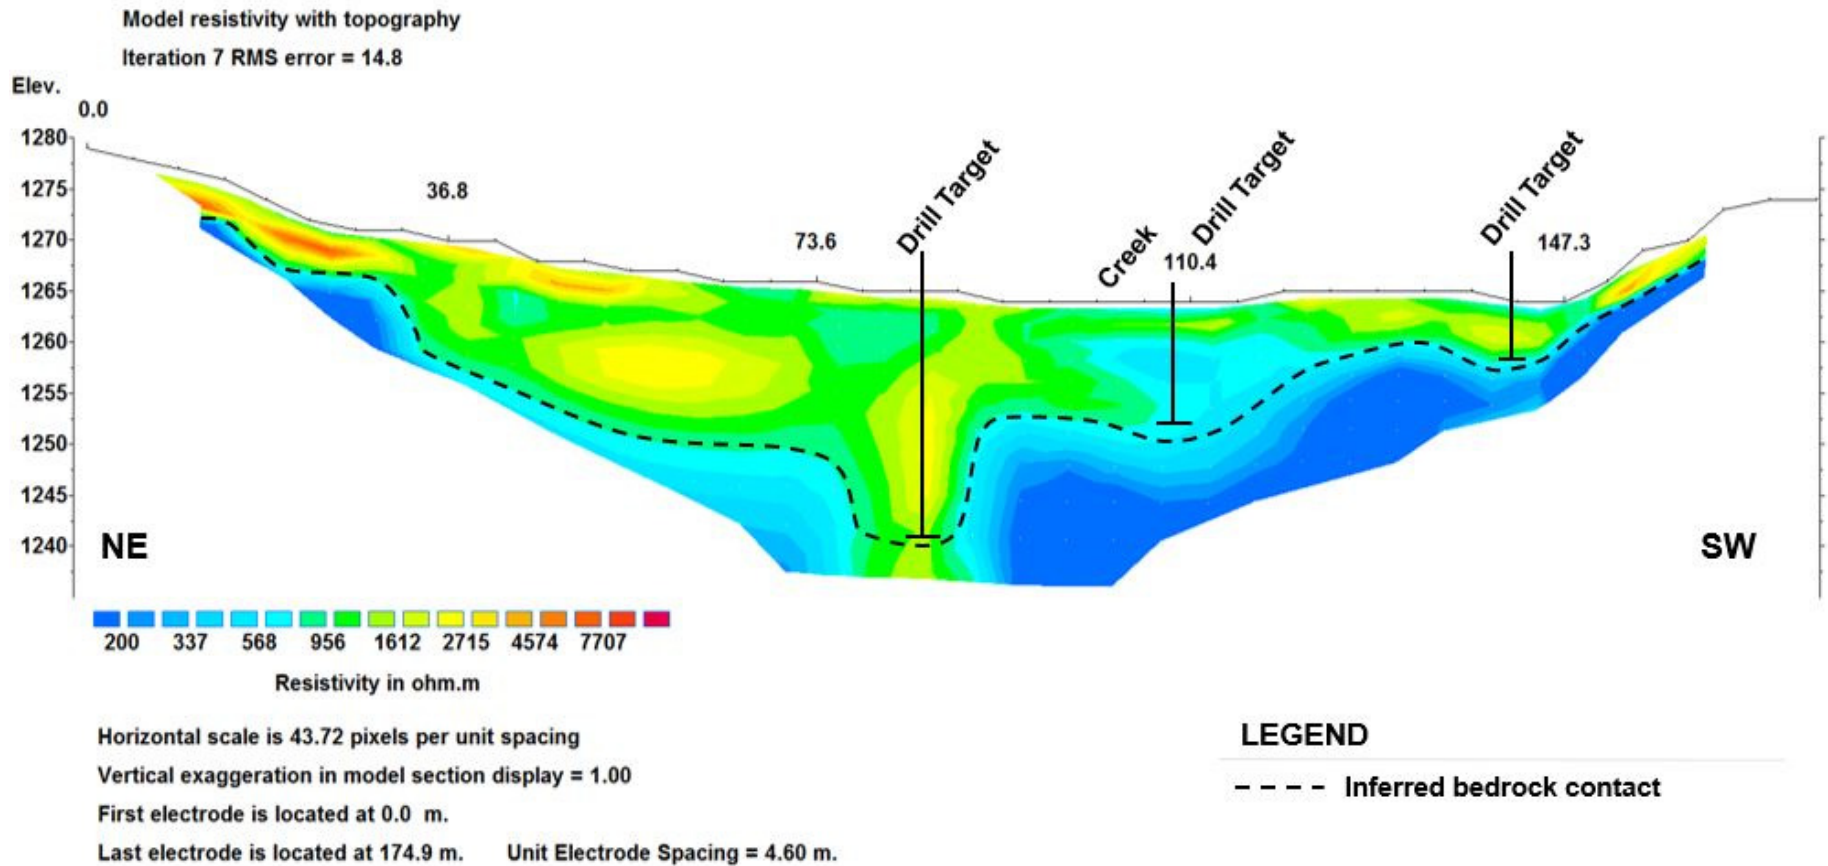 Model resistivity with topography
Iteration 7 RMS error = 14.8
Elev.
0.0
36.8
73.6
110.4
147.3
Drill Target
Creek
Drill Target
Drill Target
1280
1275
1270
1265
1260
1255
1250
1245
1240
NE
SW
200 337 568 956 1612 2715 4574 7707
Resistivity in ohm.m
Horizontal scale is 43.72 pixels per unit spacing
Vertical exaggeration in model section display = 1.00
First electrode is located at 0.0 m.
Last electrode is located at 174.9 m. Unit Electrode Spacing = 4.60 m.
LEGEND
Inferred bedrock contact